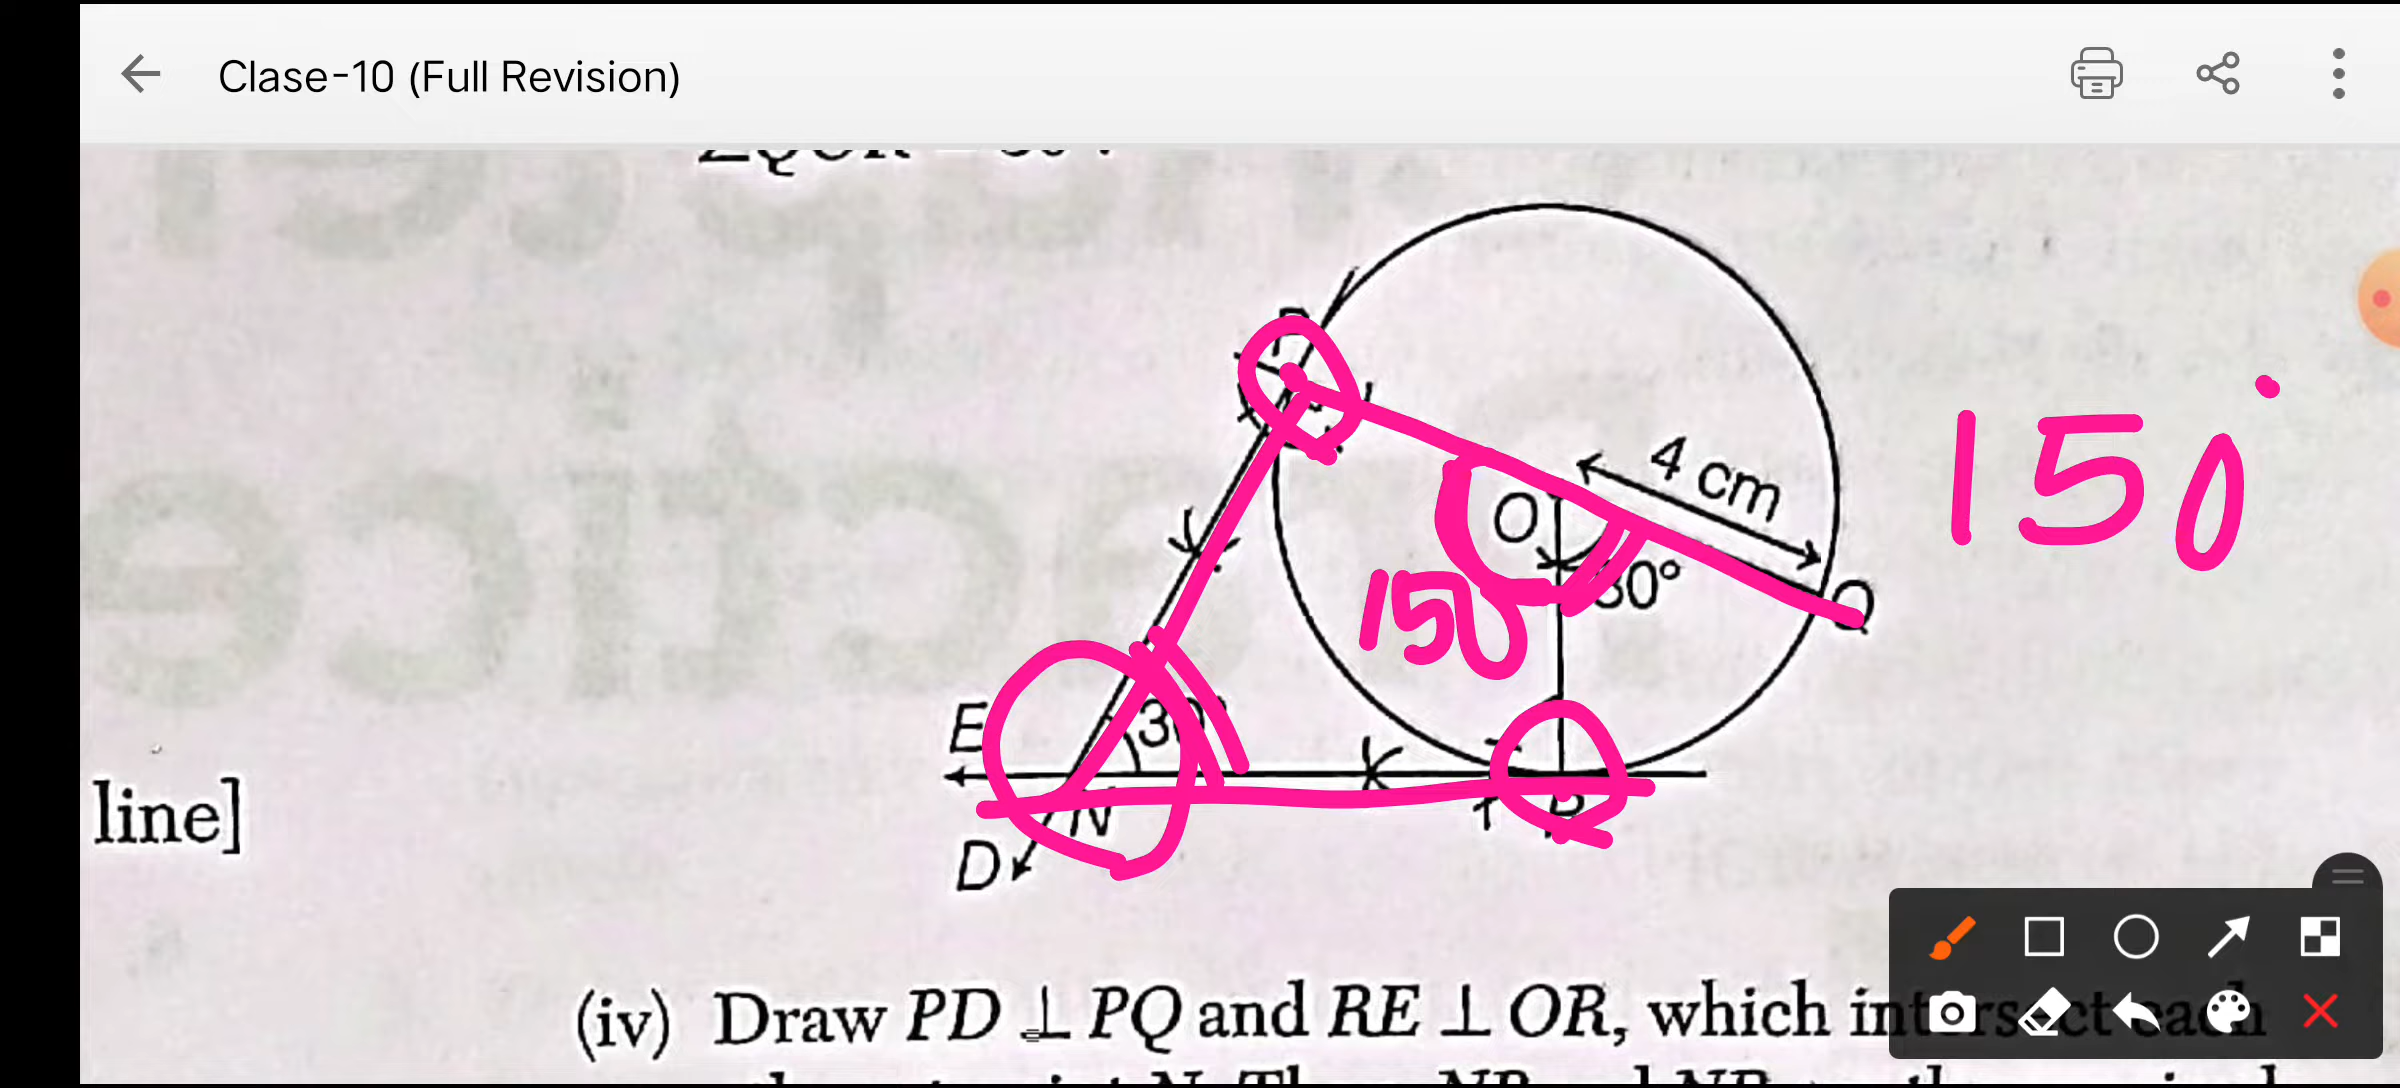 Clase-10 (Full Revision)
4 cm
150
O
30°
Q
150
E
30°
N
P
D
line]
(iv) Draw PD ⊥ PQ and RE ⊥ OR, which intersect each